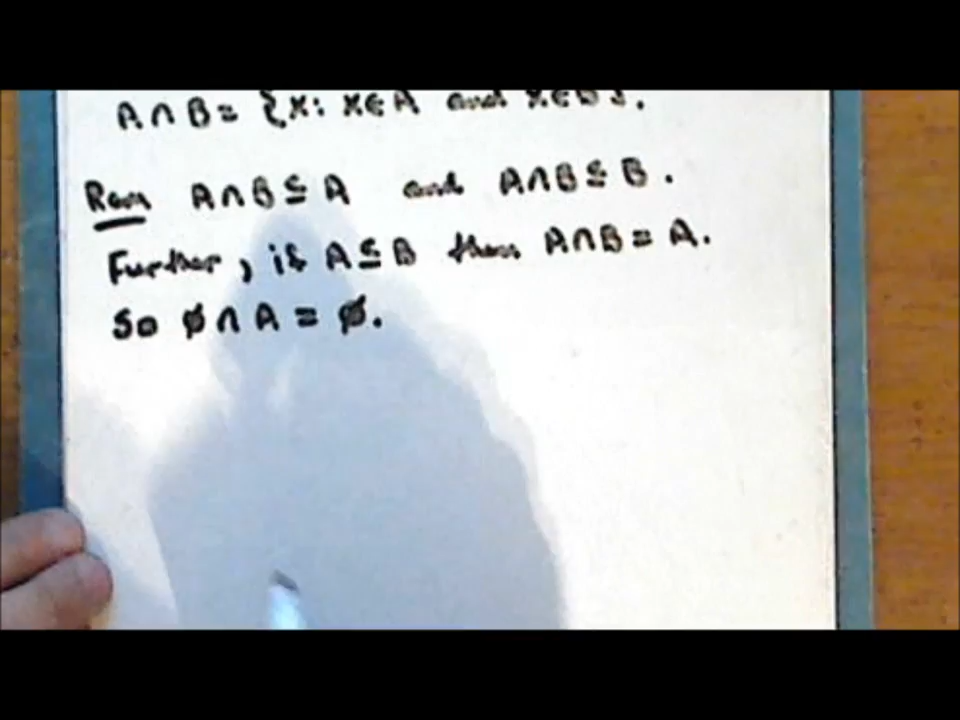 A∩B = {x: x∈A and x∈B}.
Rem A∩B⊆A and A∩B⊆B.
Further, if A⊆B then A∩B = A.
So ∅∩A = ∅.